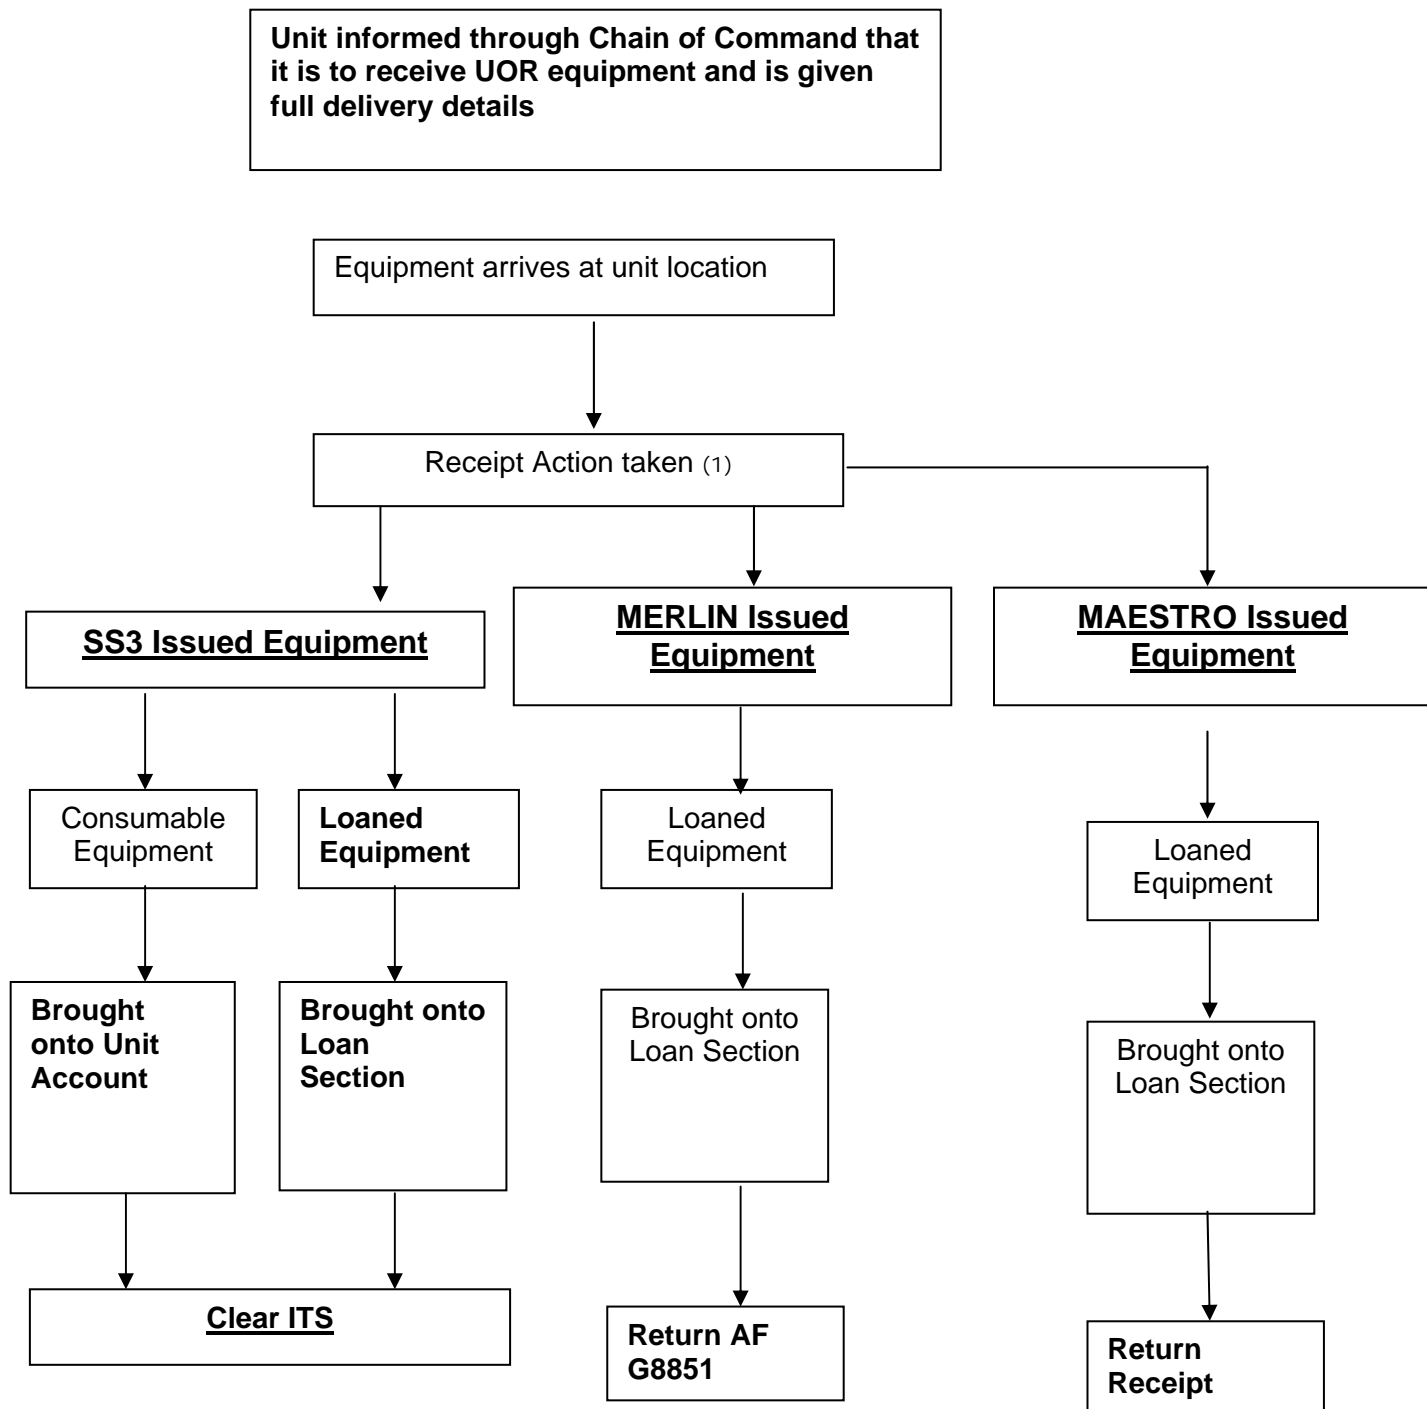 Unit informed through Chain of Command that
it is to receive UOR equipment and is given
full delivery details
Equipment arrives at unit location
Receipt Action taken (1)
SS3 Issued Equipment
MERLIN Issued
Equipment
MAESTRO Issued
Equipment
Consumable
Equipment
Loaned
Equipment
Loaned
Equipment
Loaned
Equipment
Brought
onto Unit
Account
Brought onto
Loan
Section
Brought onto
Loan Section
Brought onto
Loan Section
Clear ITS
Return AF
G8851
Return
Receipt